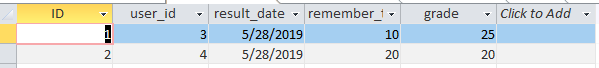 ID user_id result_date remember_t grade Click to Add
1 3 5/28/2019 10 25
2 4 5/28/2019 20 20